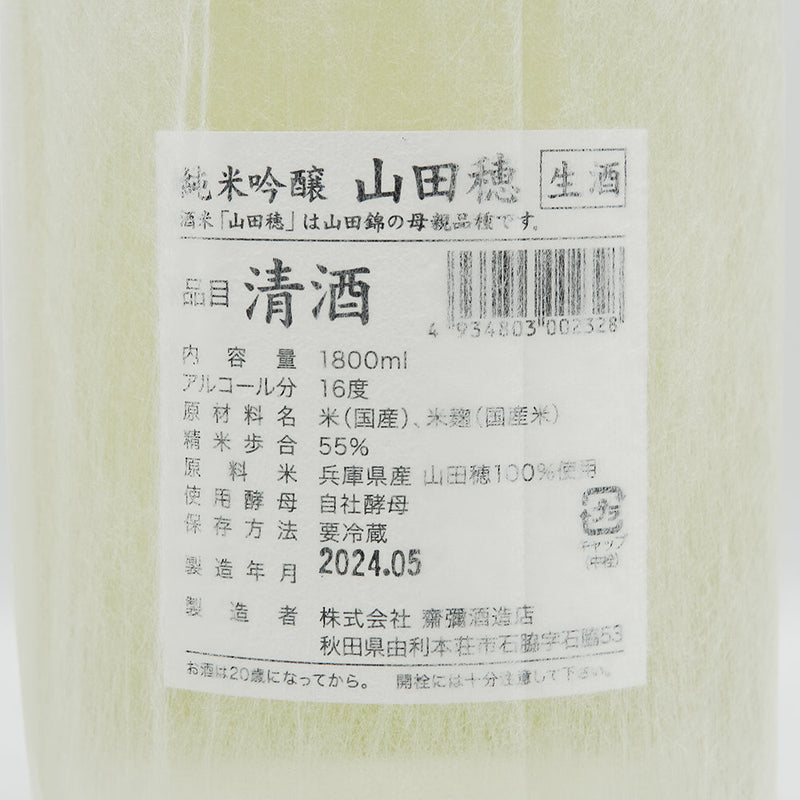 純米吟醸 山田穂 生酒
酒米「山田穂」は山田錦の母親品種です。
品目 清酒
4 934803 002328
内容量 1800ml
アルコール分 16度
原材料名 米(国産)、米麹(国産米)
精米歩合 55%
原料米 兵庫県産 山田穂100%使用
使用酵母 自社酵母
保存方法 要冷蔵
キャップ
(中栓)
製造年月 2024.05
製造者 株式会社 齋彌酒造店
秋田県由利本荘市石脇字石脇53
お酒は20歳になってから。 開栓には十分注意して下さい。